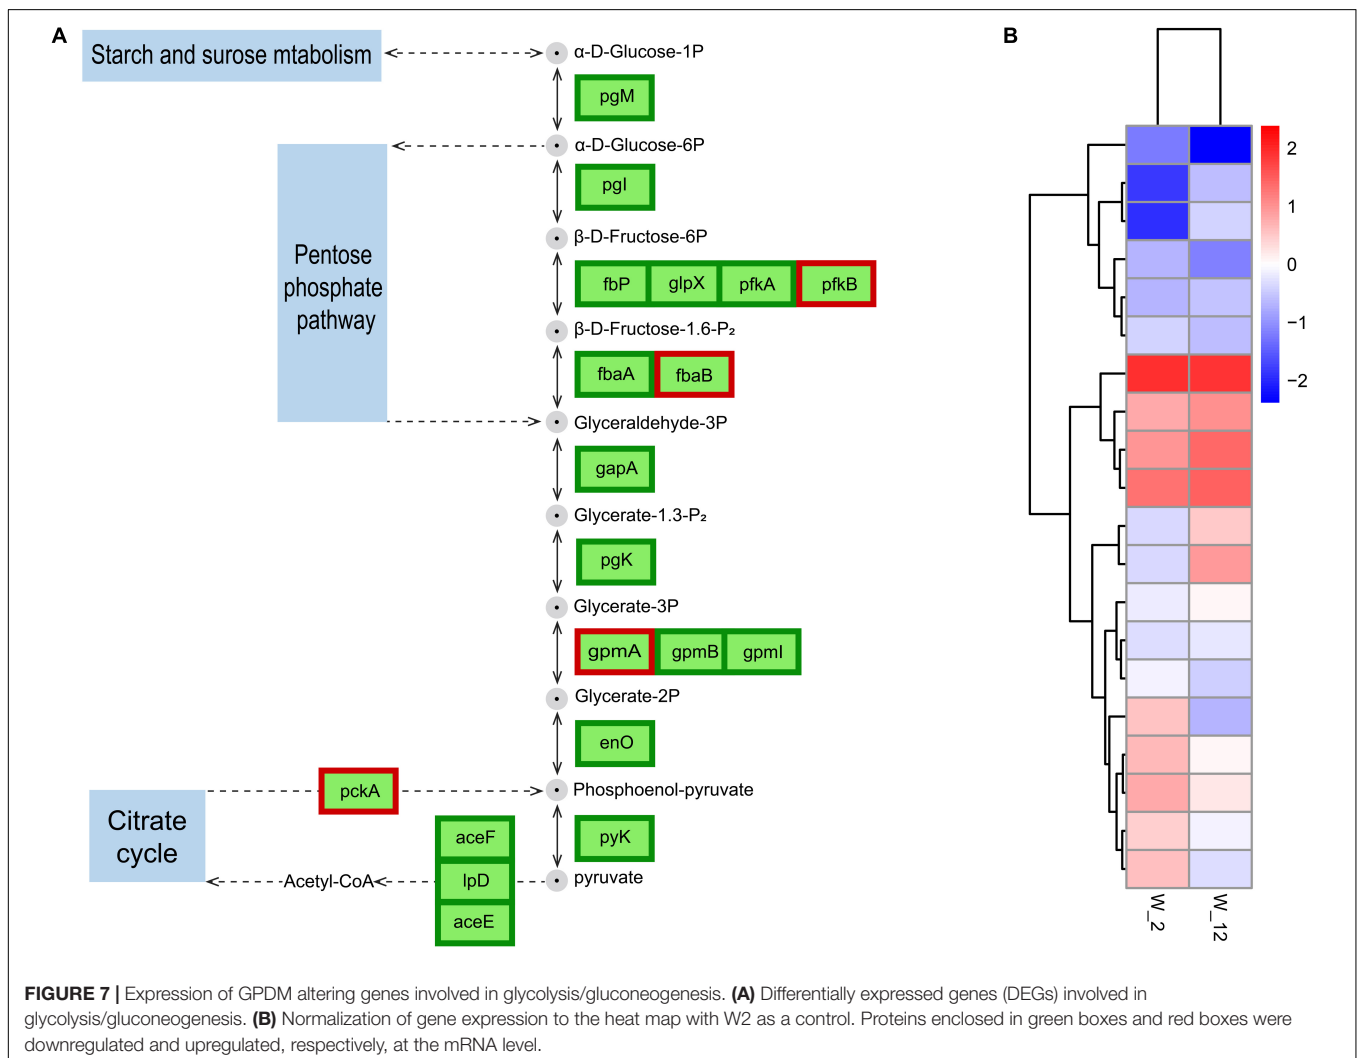 A
Starch and surose mtabolism
α-D-Glucose-1P
pgM
α-D-Glucose-6P
pgI
Pentose
phosphate
pathway
β-D-Fructose-6P
fbP glpX pfkA pfkB
β-D-Fructose-1.6-P₂
fbaA fbaB
Glyceraldehyde-3P
gapA
Glycerate-1.3-P₂
pgK
Glycerate-3P
gpmA gpmB gpmI
Glycerate-2P
enO
Citrate
cycle
pckA
Phosphoenol-pyruvate
pyK
aceF
lpD
aceE
Acetyl-CoA
pyruvate
B
2
1
0
−1
−2
W_2
W_12
FIGURE 7 | Expression of GPDM altering genes involved in glycolysis/gluconeogenesis. (A) Differentially expressed genes (DEGs) involved in
glycolysis/gluconeogenesis. (B) Normalization of gene expression to the heat map with W2 as a control. Proteins enclosed in green boxes and red boxes were
downregulated and upregulated, respectively, at the mRNA level.